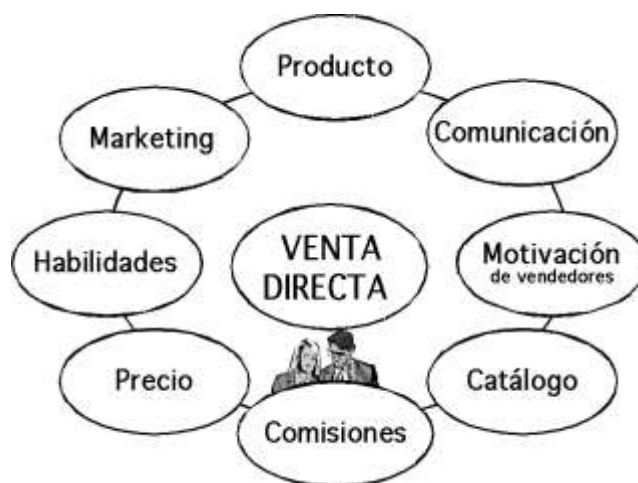 Producto
Marketing
Comunicación
Habilidades
VENTA
DIRECTA
Motivación
de vendedores
Precio
Catálogo
Comisiones